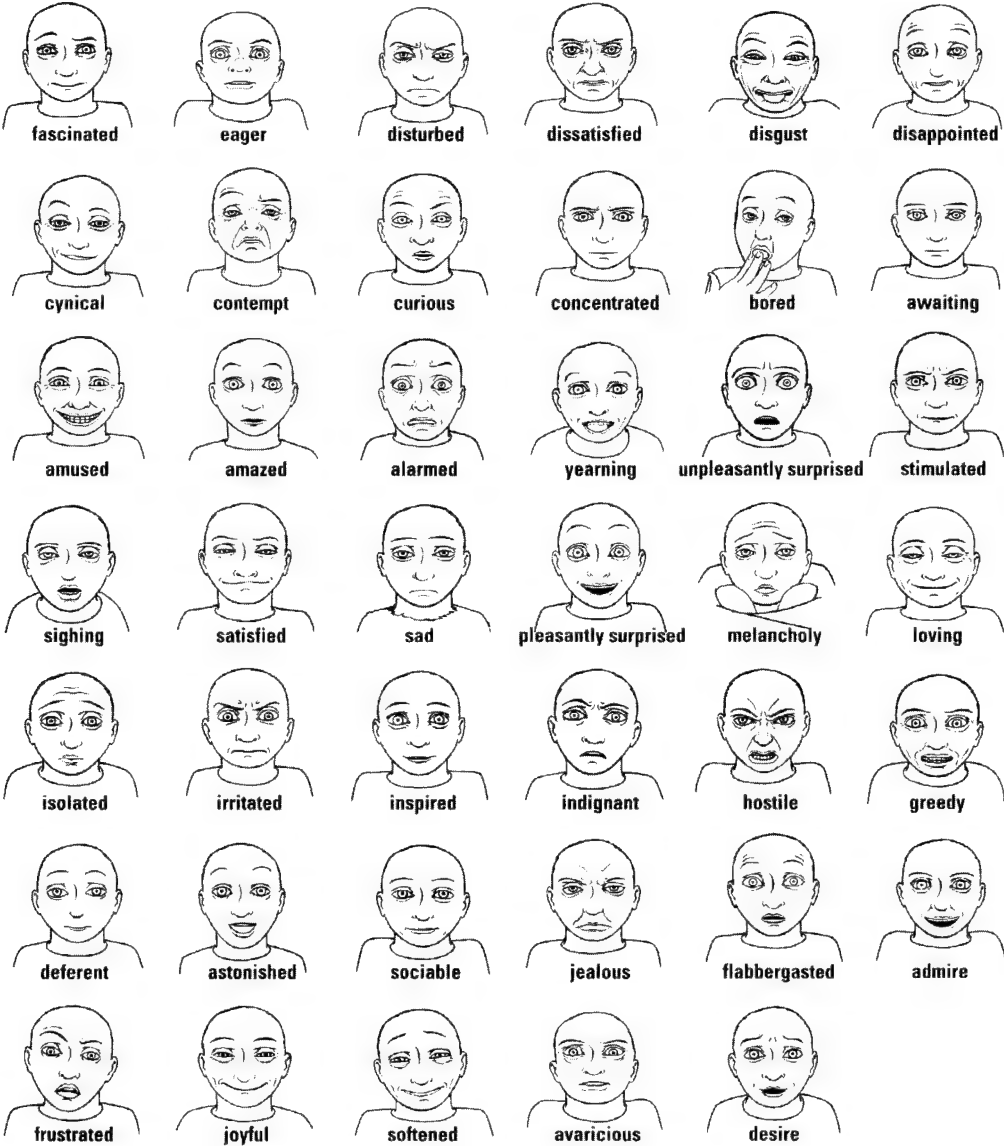 fascinated eager disturbed dissatisfied disgust disappointed
cynical contempt curious concentrated bored awaiting
amused amazed alarmed yearning unpleasantly surprised stimulated
sighing satisfied sad pleasantly surprised melancholy loving
isolated irritated inspired indignant hostile greedy
deferent astonished sociable jealous flabbergasted admire
frustrated joyful softened avaricious desire